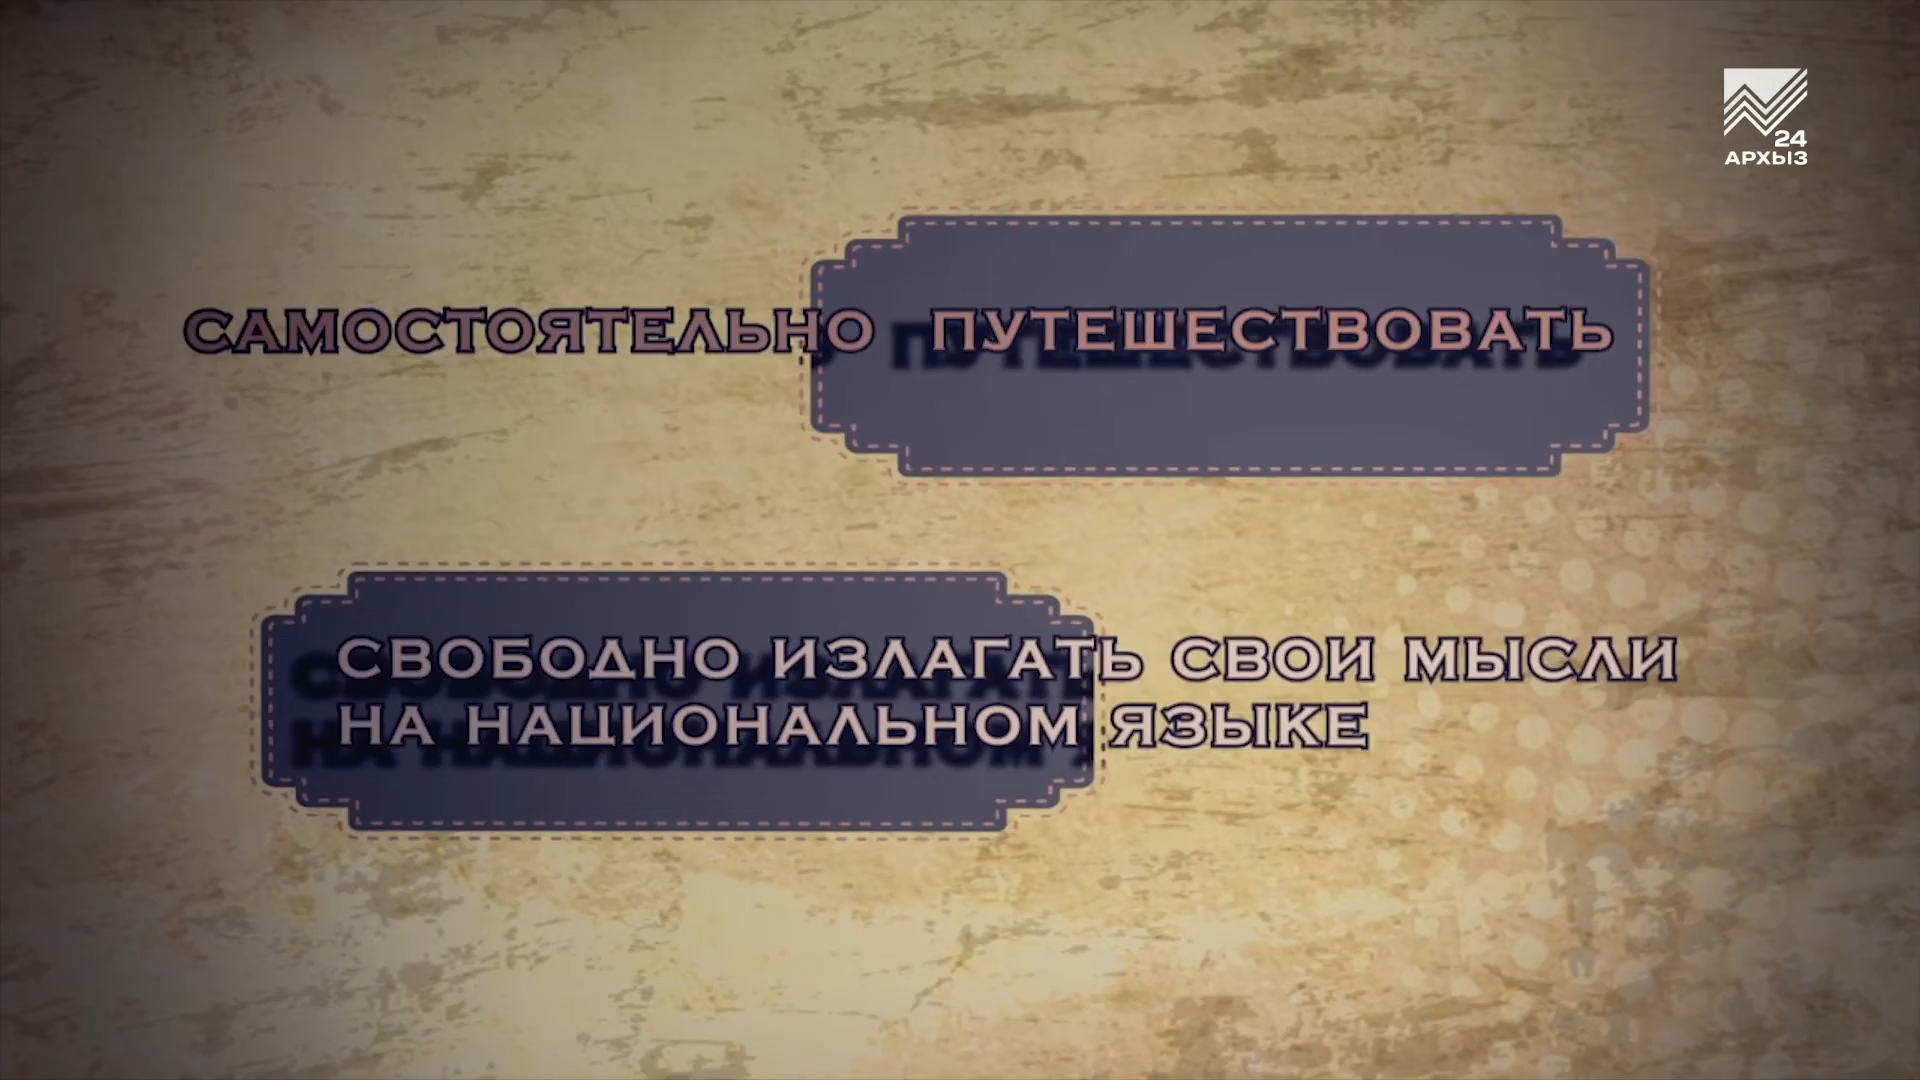 24
АРХЫЗ
САМОСТОЯТЕЛЬНО ПУТЕШЕСТВОВАТЬ
СВОБОДНО ИЗЛАГАТЬ СВОИ МЫСЛИ
НА НАЦИОНАЛЬНОМ ЯЗЫКЕ